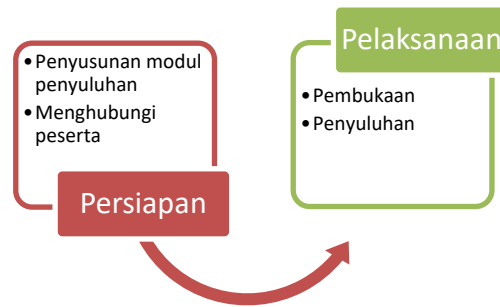 •Penyusunan modul
penyuluhan
•Menghubungi
peserta
Persiapan
Pelaksanaan
•Pembukaan
•Penyuluhan